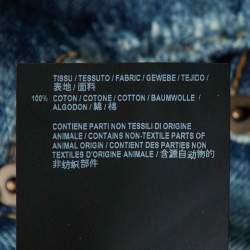 TISSU / TESSUTO / FABRIC / GEWEBE / TEJIDO /
表地 / 面料
100% COTON / COTONE / COTTON / BAUMWOLLE /
ALGODON / 綿 / 棉
CONTIENE PARTI NON TESSILI DI ORIGINE
ANIMALE / CONTAINS NON-TEXTILE PARTS OF
ANIMAL ORIGIN / CONTIENT DES PARTIES NON
TEXTILES D'ORIGINE ANIMALE / 含源自动物的
非纺织部分